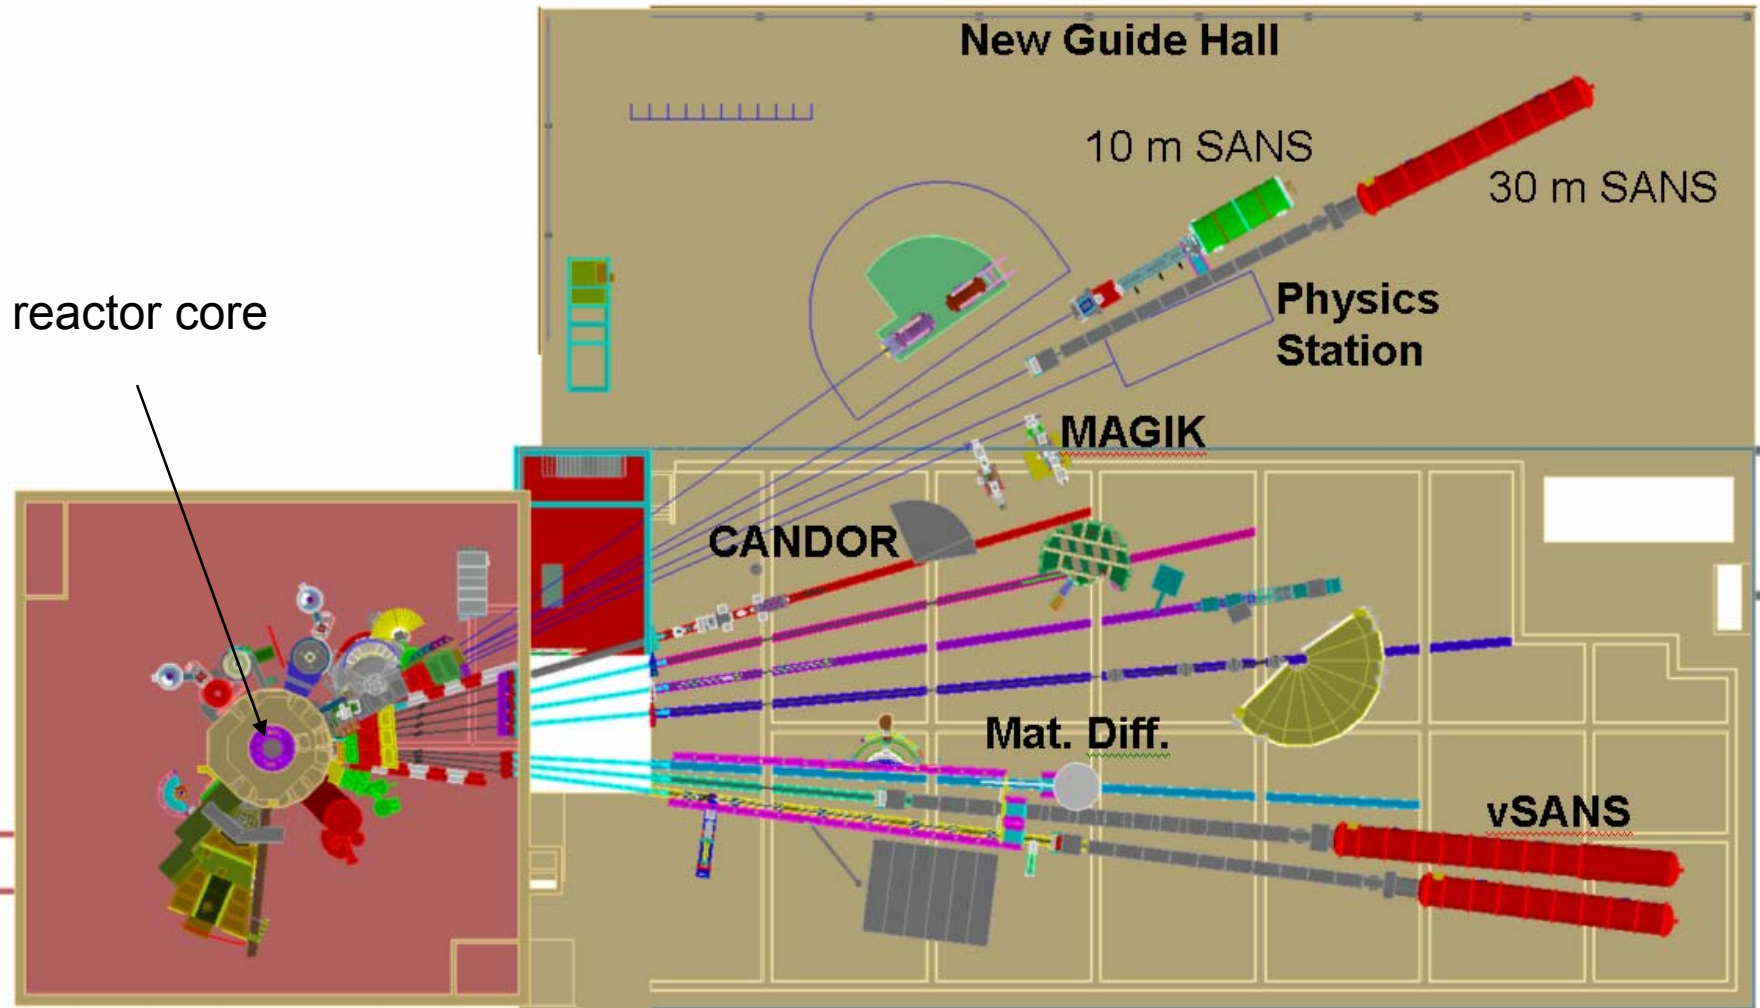 New Guide Hall
10 m SANS
30 m SANS
reactor core
Physics
Station
MAGIK
CANDOR
Mat. Diff.
vSANS